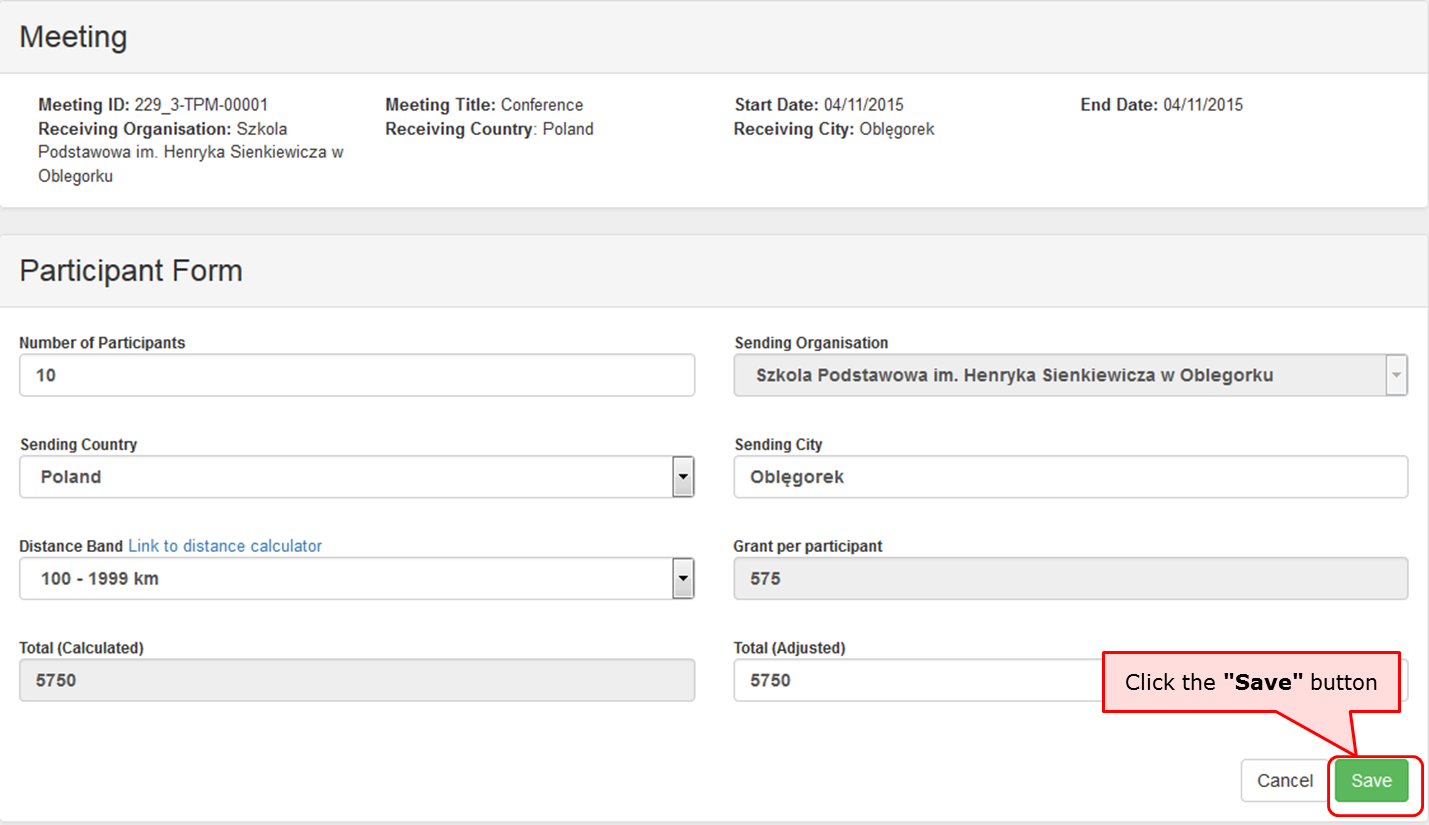 Meeting
Meeting ID: 229_3-TPM-00001
Receiving Organisation: Szkola
Podstawowa im. Henryka Sienkiewicza w
Oblegorku
Meeting Title: Conference
Receiving Country: Poland
Start Date: 04/11/2015
Receiving City: Oblęgorek
End Date: 04/11/2015
Participant Form
Number of Participants
10
Sending Organisation
Szkola Podstawowa im. Henryka Sienkiewicza w Oblegorku
Sending Country
Poland
Sending City
Oblęgorek
Distance Band Link to distance calculator
100 - 1999 km
Grant per participant
575
Total (Calculated)
5750
Total (Adjusted)
5750
Click the "Save" button
Cancel
Save